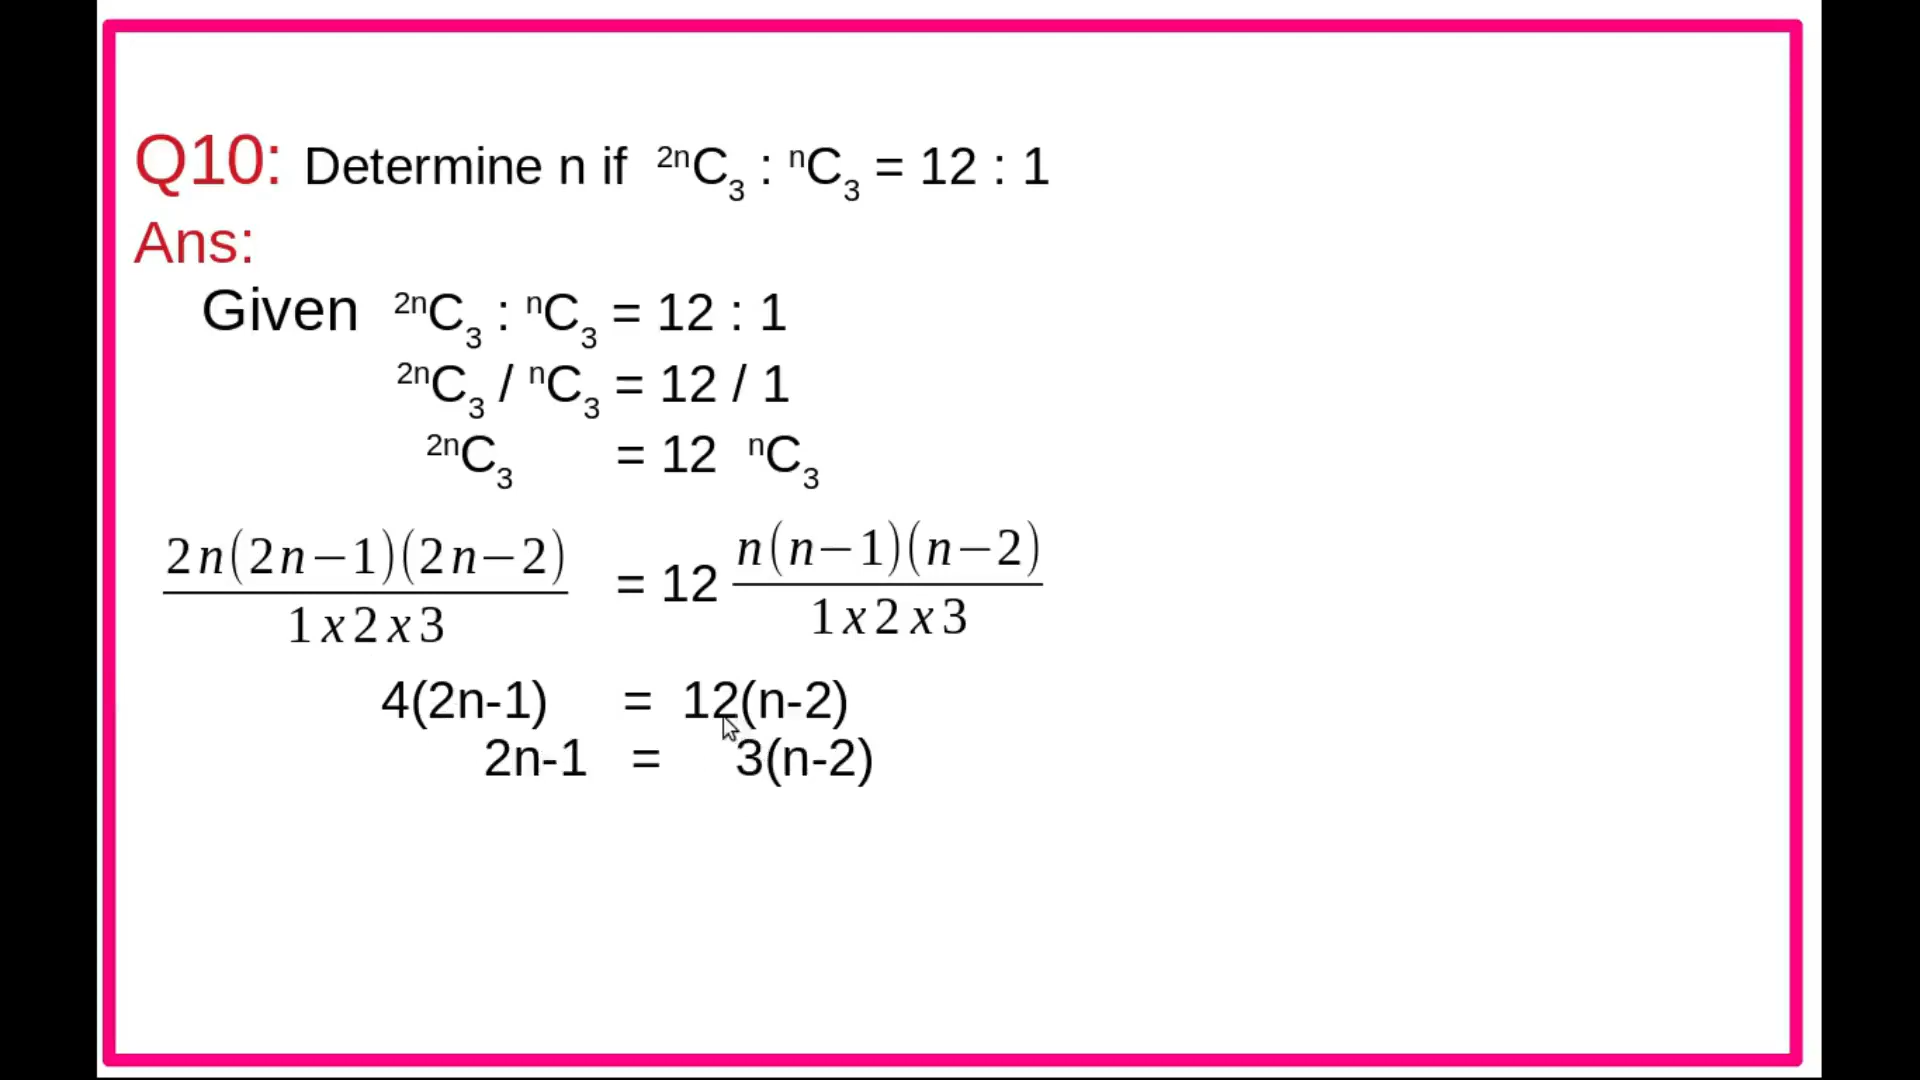 Q10: Determine n if ²ⁿC₃ : ⁿC₃ = 12 : 1
Ans:
Given ²ⁿC₃ : ⁿC₃ = 12 : 1
²ⁿC₃ / ⁿC₃ = 12 / 1
²ⁿC₃ = 12 ⁿC₃
2n(2n−1)(2n−2) / 1x2x3 = 12 n(n−1)(n−2) / 1x2x3
4(2n-1) = 12(n-2)
2n-1 = 3(n-2)